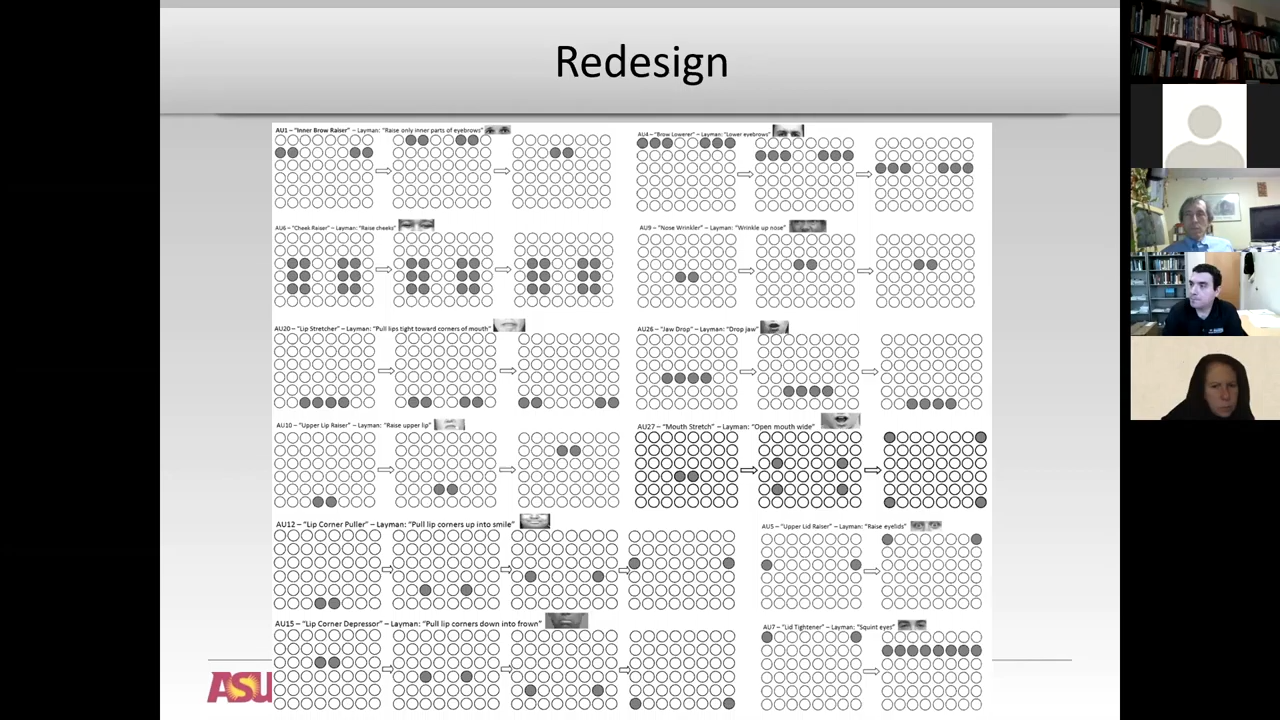 Redesign
AU1 – “Inner Brow Raiser” – Layman: “Raise only inner parts of eyebrows”
AU4 – “Brow Lowerer” – Layman: “Lower eyebrows”
AU6 – “Cheek Raiser” – Layman: “Raise cheeks”
AU9 – “Nose Wrinkler” – Layman: “Wrinkle up nose”
AU20 – “Lip Stretcher” – Layman: “Pull lips tight toward corners of mouth”
AU26 – “Jaw Drop” – Layman: “Drop jaw”
AU10 – “Upper Lip Raiser” – Layman: “Raise upper lip”
AU27 – “Mouth Stretch” – Layman: “Open mouth wide”
AU12 – “Lip Corner Puller” – Layman: “Pull lip corners up into smile”
AU5 – “Upper Lid Raiser” – Layman: “Raise eyelids”
AU15 – “Lip Corner Depressor” – Layman: “Pull lip corners down into frown”
AU7 – “Lid Tightener” – Layman: “Squint eyes”
ASU